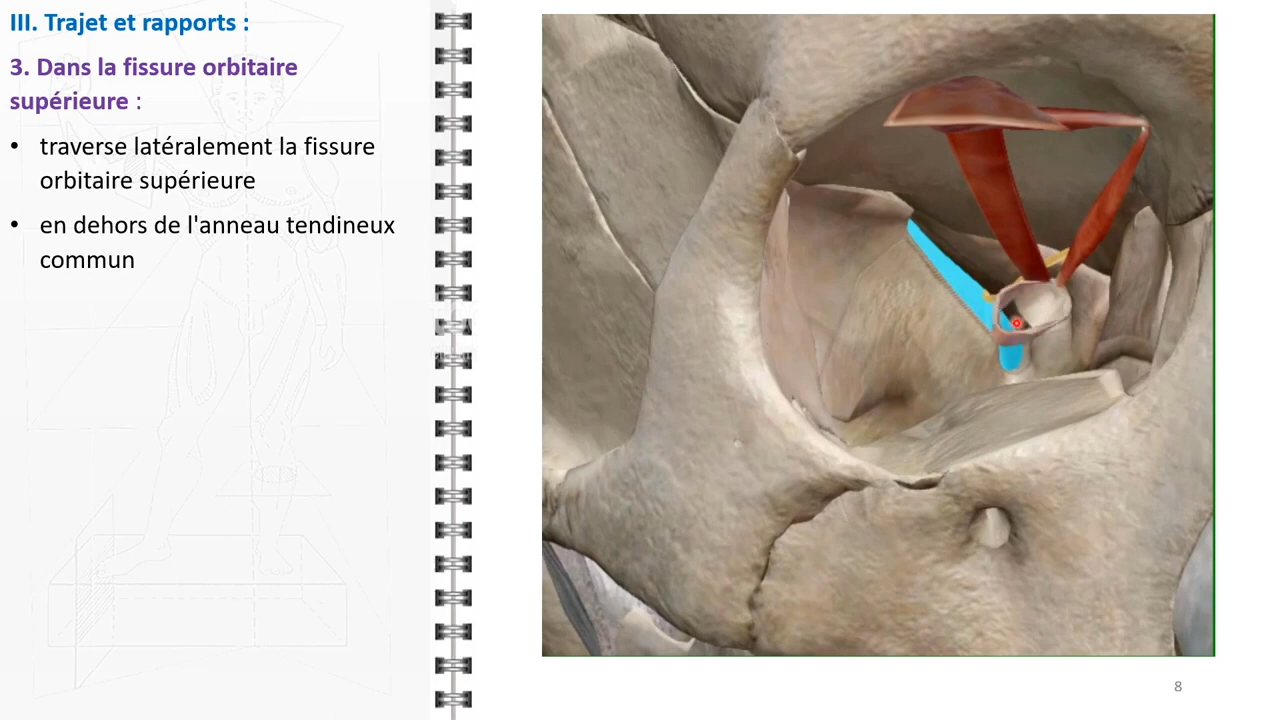 III. Trajet et rapports :
3. Dans la fissure orbitaire
supérieure :
• traverse latéralement la fissure
orbitaire supérieure
• en dehors de l'anneau tendineux
commun
8